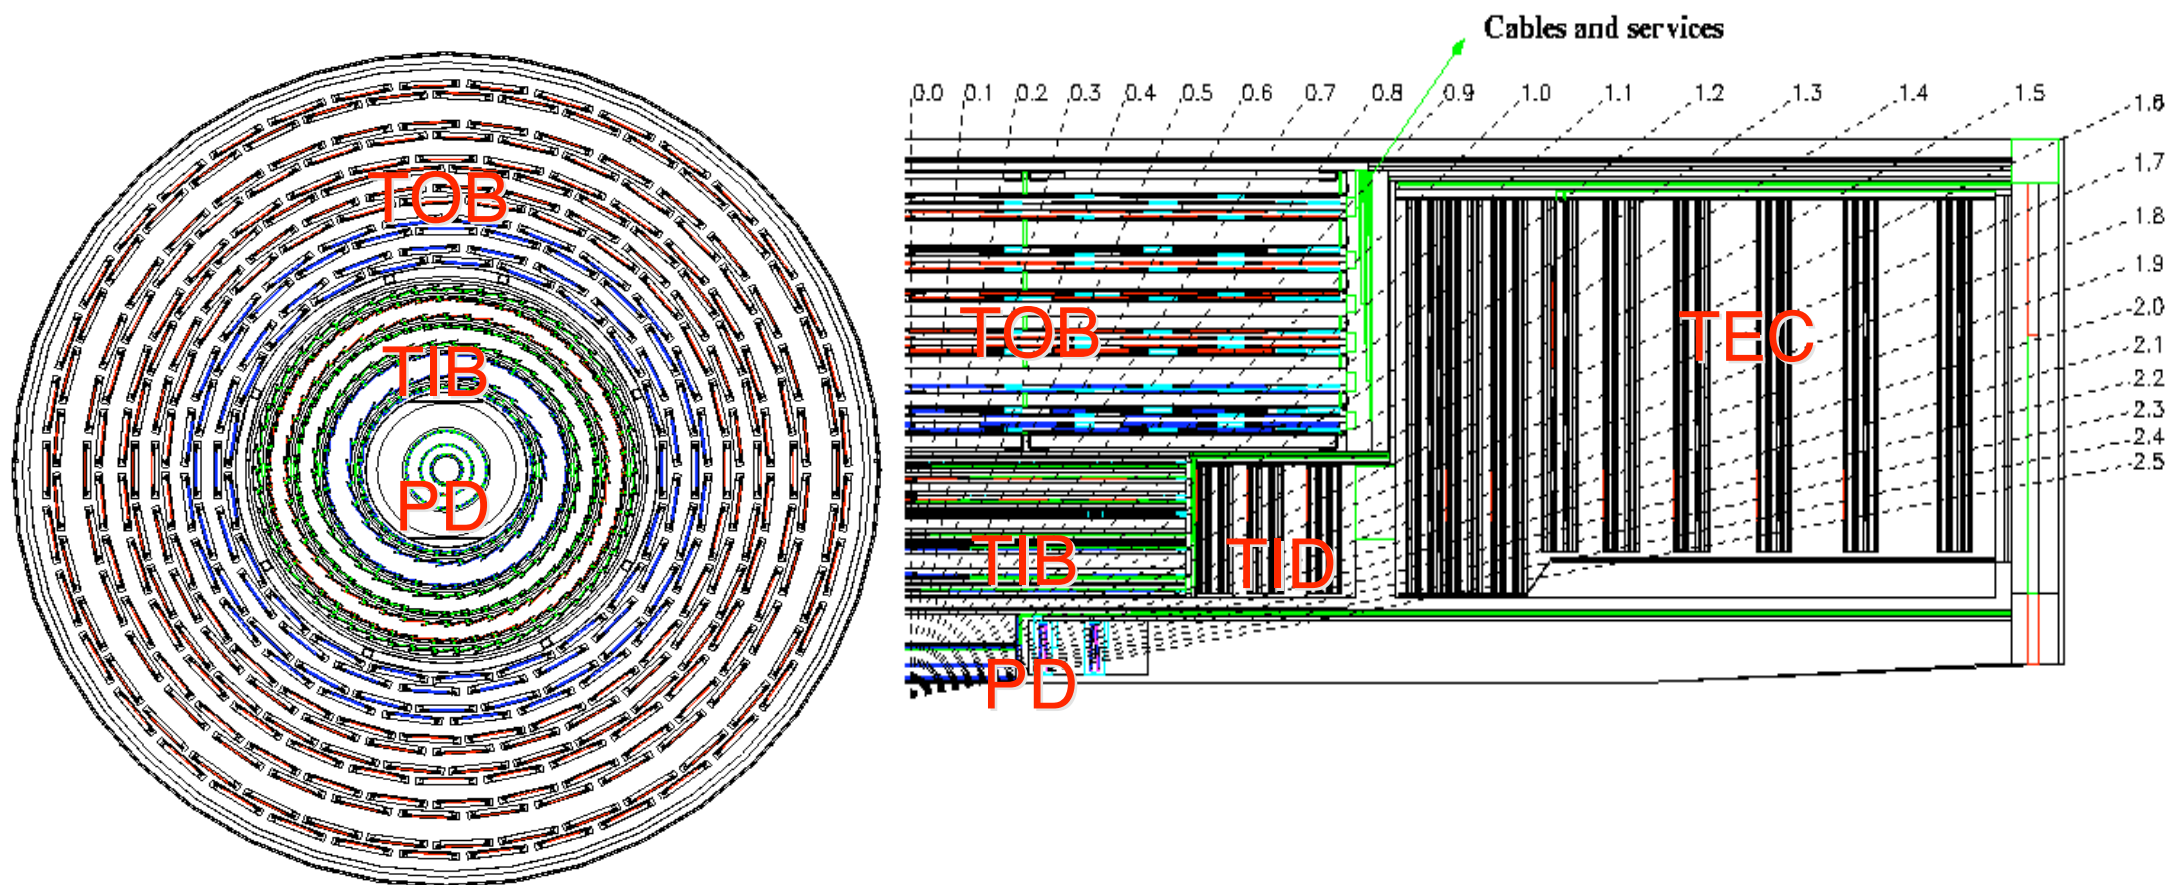 Cables and services
0.0 0.1 0.2 0.3 0.4 0.5 0.6 0.7 0.8 0.9 1.0 1.1 1.2 1.3 1.4 1.5 1.6
1.7
1.8
1.9
2.0
2.1
2.2
2.3
2.4
2.5
TOB
TIB
PD
TOB
TEC
TIB
TID
PD